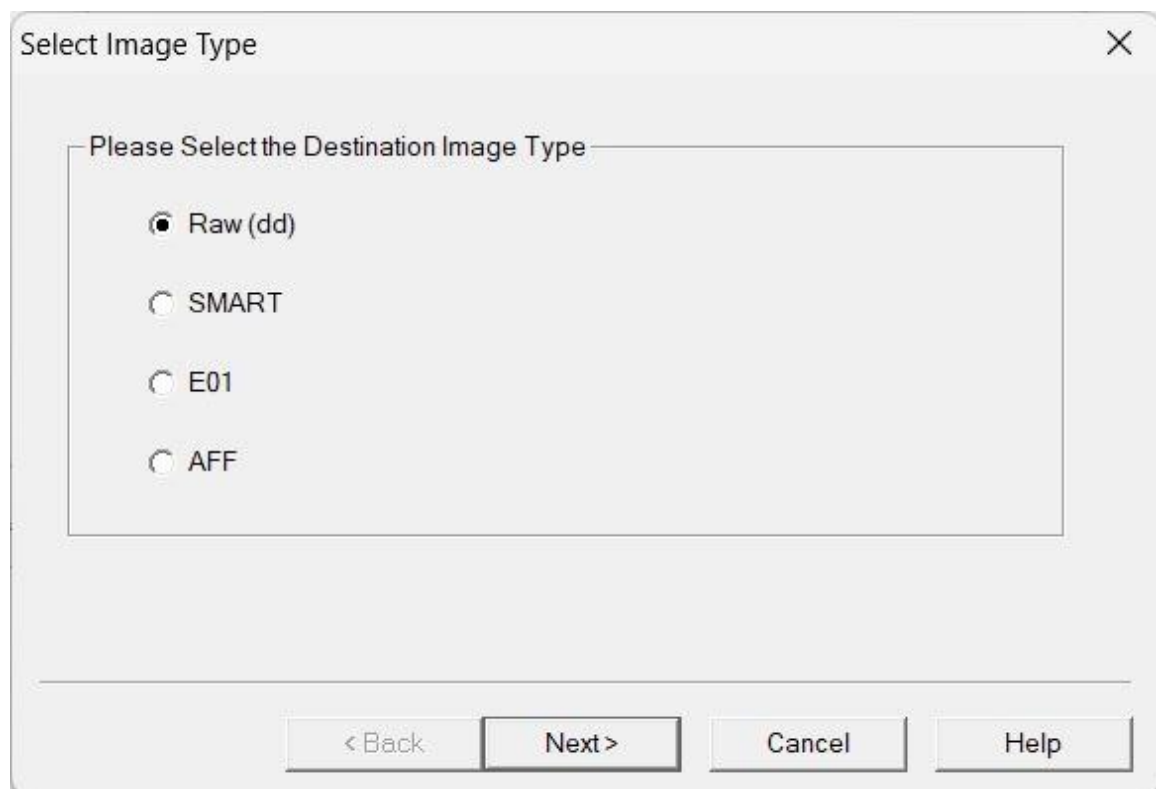 Select Image Type
Please Select the Destination Image Type
Raw (dd)
SMART
E01
AFF
< Back Next > Cancel Help